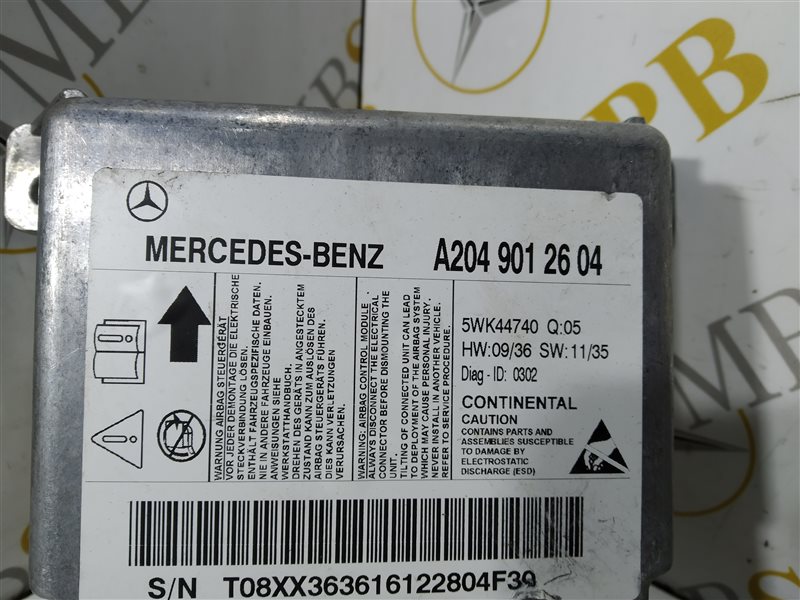 MERCEDES-BENZ
A204 901 26 04
WARNUNG AIRBAG STEUERGERÄT
VOR JEDER DEMONTAGE DIE ELEKTRISCHE
STECKVERBINDUNG LÖSEN.
ENTHÄLT FAHRZEUGSPEZIFISCHE DATEN.
NIE IN ANDERE FAHRZEUGE EINBAUEN.
ANWEISUNGEN SIEHE
WERKSTATTHANDBUCH.
DREHEN DES GERÄTS IN ANGESTECKTEM
ZUSTAND KANN ZUM AUSLÖSEN DES
AIRBAG STEUERGERÄTS FÜHREN.
DIES KANN VERLETZUNGEN
VERURSACHEN.
WARNING: AIRBAG CONTROL MODULE
ALWAYS DISCONNECT THE ELECTRICAL
CONNECTOR BEFORE DISMOUNTING THE
UNIT.
TILTING OF CONNECTED UNIT CAN LEAD
TO DEPLOYMENT OF THE AIRBAG SYSTEM
WHICH MAY CAUSE PERSONAL INJURY.
NEVER INSTALL IN ANOTHER VEHICLE.
REFER TO SERVICE PROCEDURE.
5WK44740 Q:05
HW:09/36 SW:11/35
Diag - ID: 0302
CONTINENTAL
CAUTION
CONTAINS PARTS AND
ASSEMBLIES SUSCEPTIBLE
TO DAMAGE BY
ELECTROSTATIC
DISCHARGE (ESD)
S/N T08XX363616122804F39